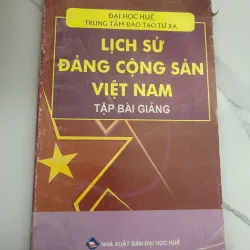 ĐẠI HỌC HUẾ
TRUNG TÂM ĐÀO TẠO TỪ XA
LỊCH SỬ
ĐẢNG CỘNG SẢN
VIỆT NAM
TẬP BÀI GIẢNG
NHÀ XUẤT BẢN ĐẠI HỌC HUẾ